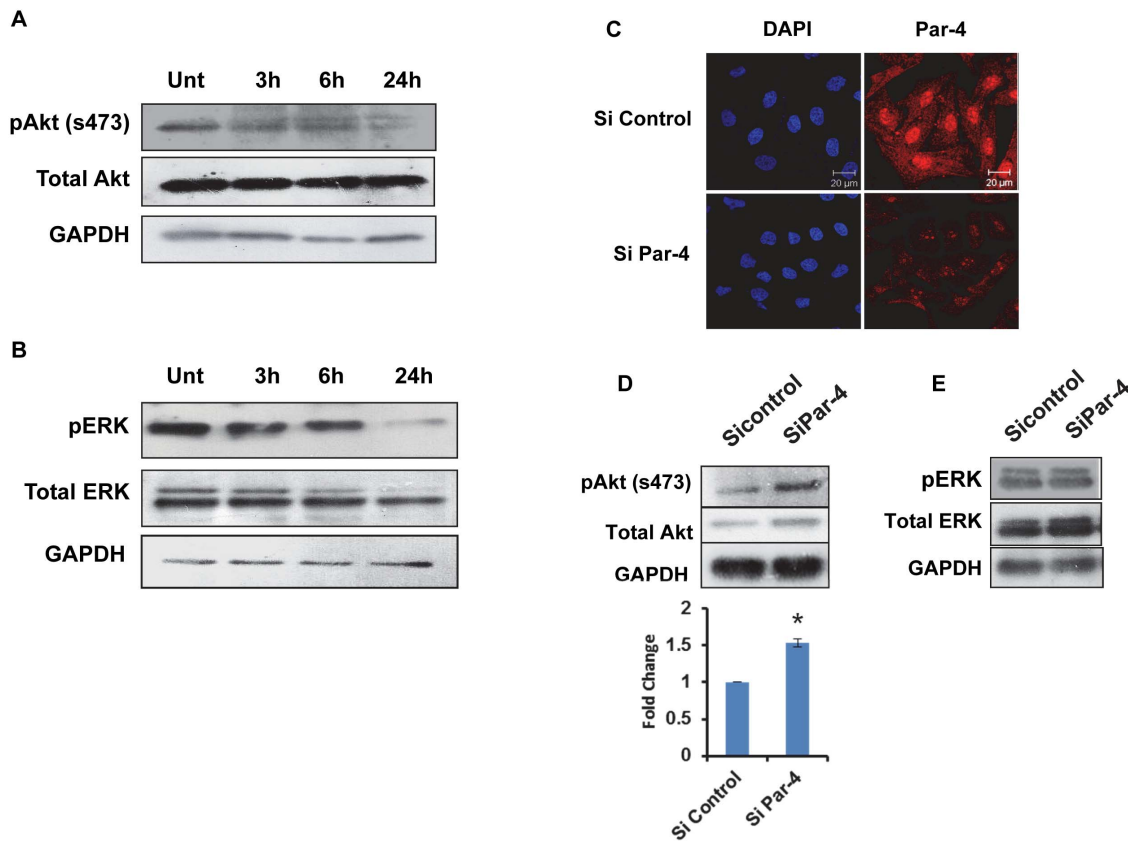 A
Unt 3h 6h 24h
pAkt (s473)
Total Akt
GAPDH
B
Unt 3h 6h 24h
pERK
Total ERK
GAPDH
C
DAPI Par-4
Si Control
20 µm 20 µm
Si Par-4
D
Sicontrol SiPar-4
pAkt (s473)
Total Akt
GAPDH
2
*
1.5
1
0.5
0
Fold Change
Si Control Si Par-4
E
Sicontrol SiPar-4
pERK
Total ERK
GAPDH